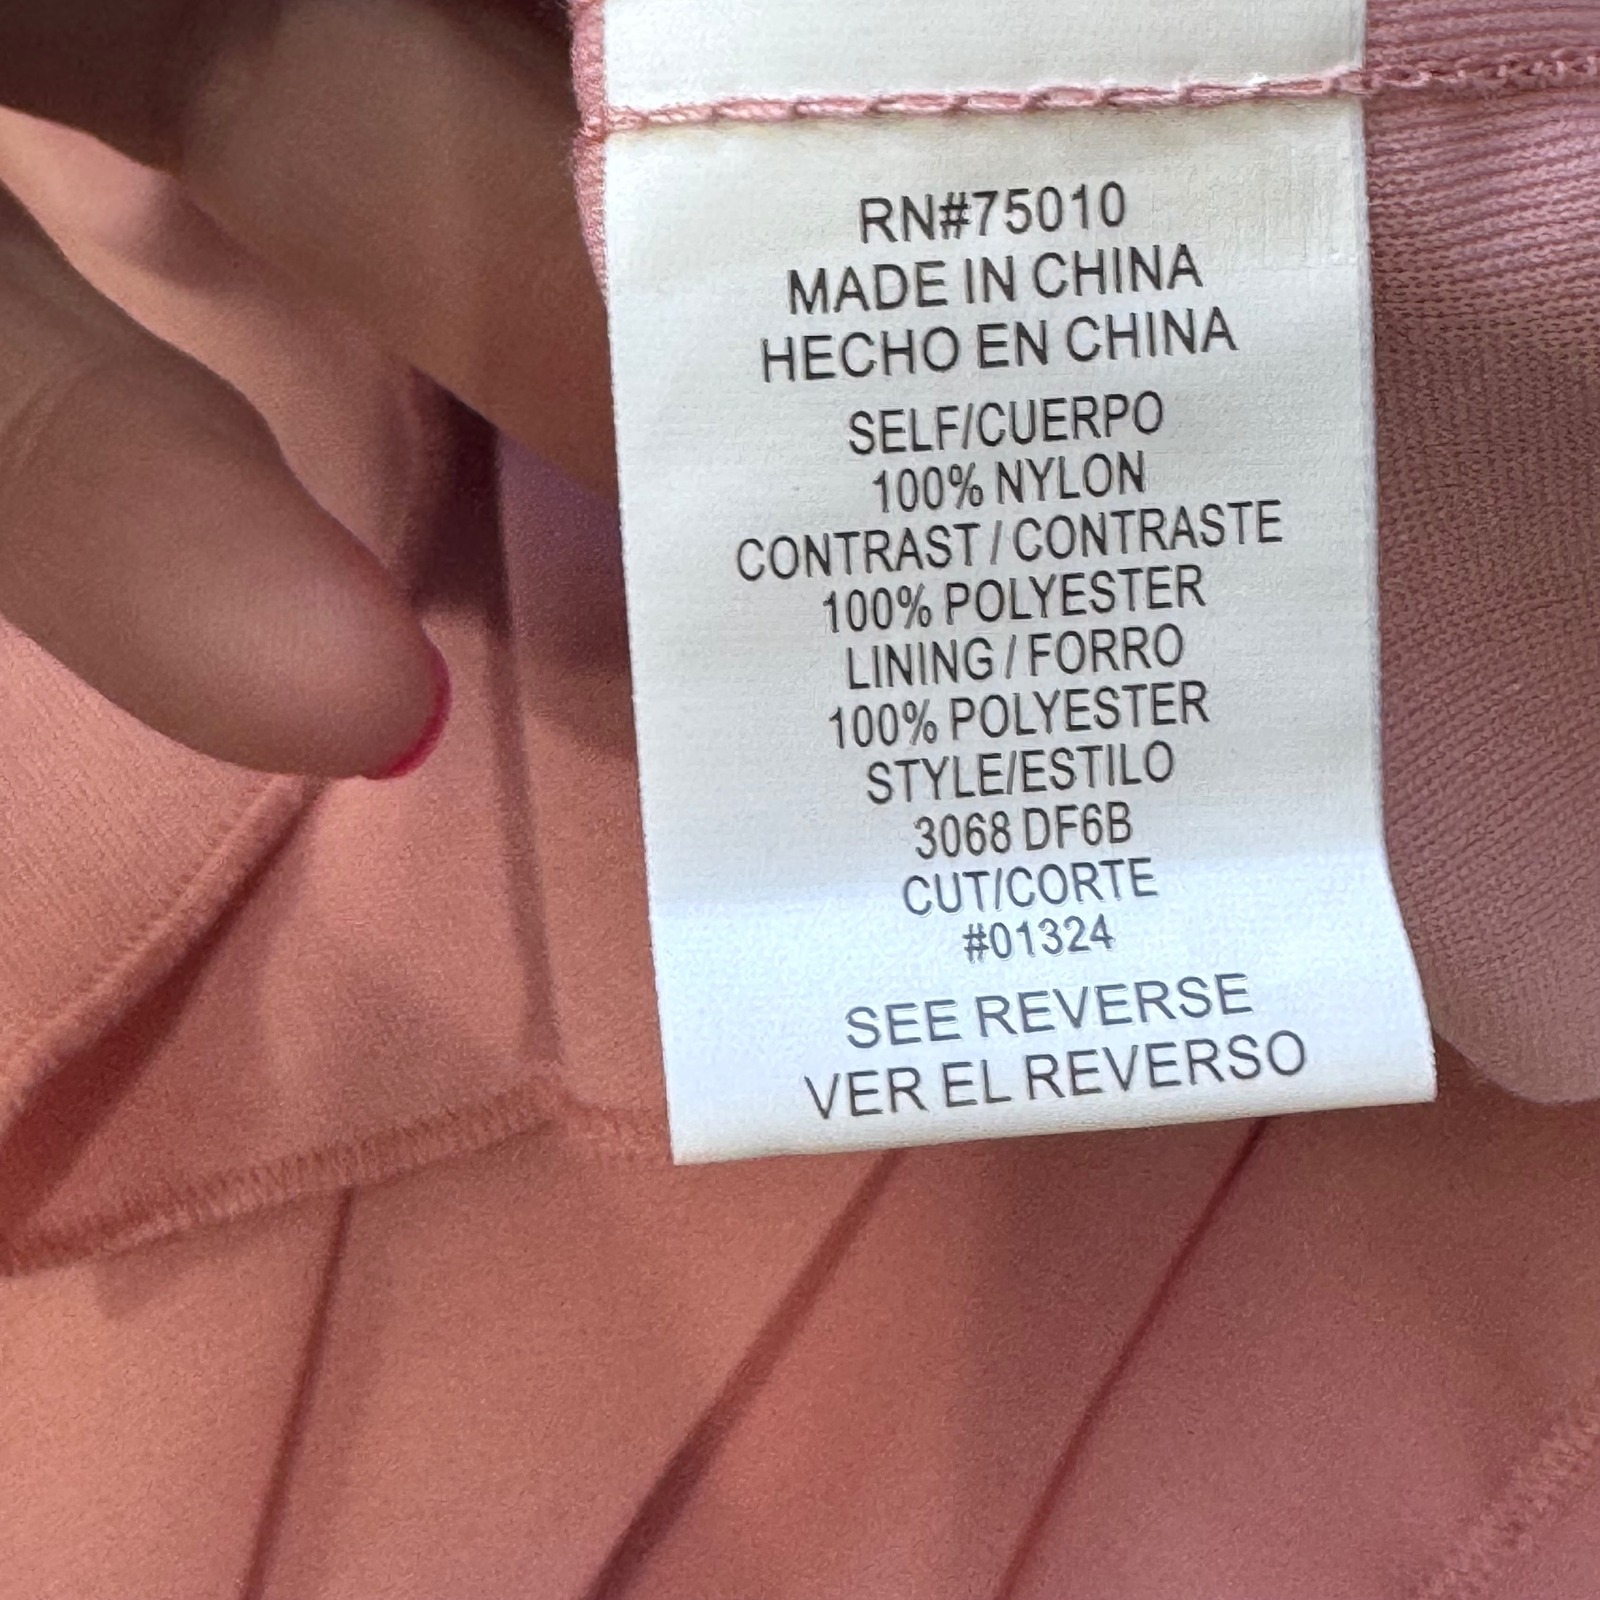 RN#75010
MADE IN CHINA
HECHO EN CHINA
SELF/CUERPO
100% NYLON
CONTRAST / CONTRASTE
100% POLYESTER
LINING / FORRO
100% POLYESTER
STYLE/ESTILO
3068 DF6B
CUT/CORTE
#01324
SEE REVERSE
VER EL REVERSO